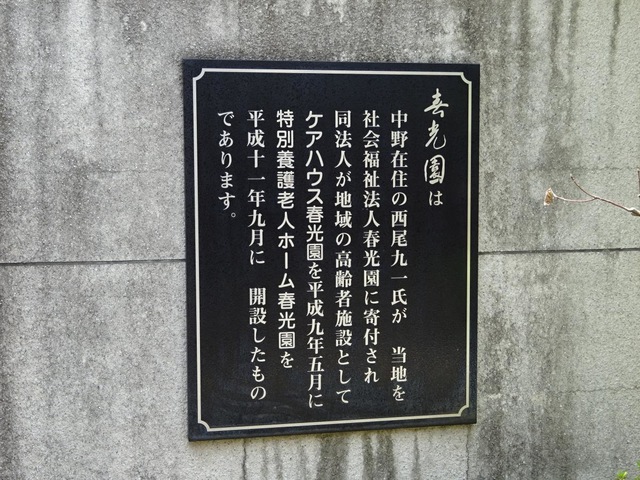 春光園は
中野在住の西尾九一氏が　当地を
社会福祉法人春光園に寄付され
同法人が地域の高齢者施設として
ケアハウス春光園を平成九年五月に
特別養護老人ホーム春光園を
平成十一年九月に　開設したもの
であります。